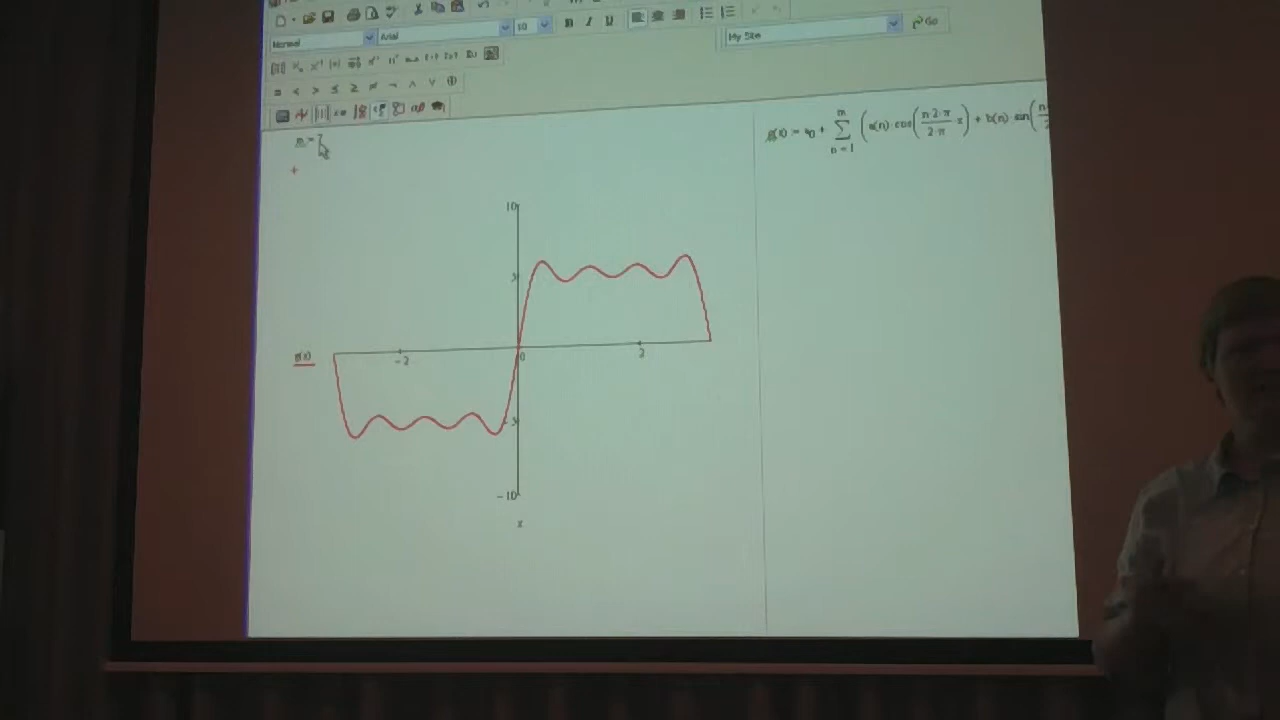 Normal Arial 10 B I U
My Site Go
m = 7
g(x) := a0 + ∑ (a(n)·cos(n·2·π / 2·π · x) + b(n)·sin(
m
n = 1
10
5
g(x) -2 0 2
5
-10
x